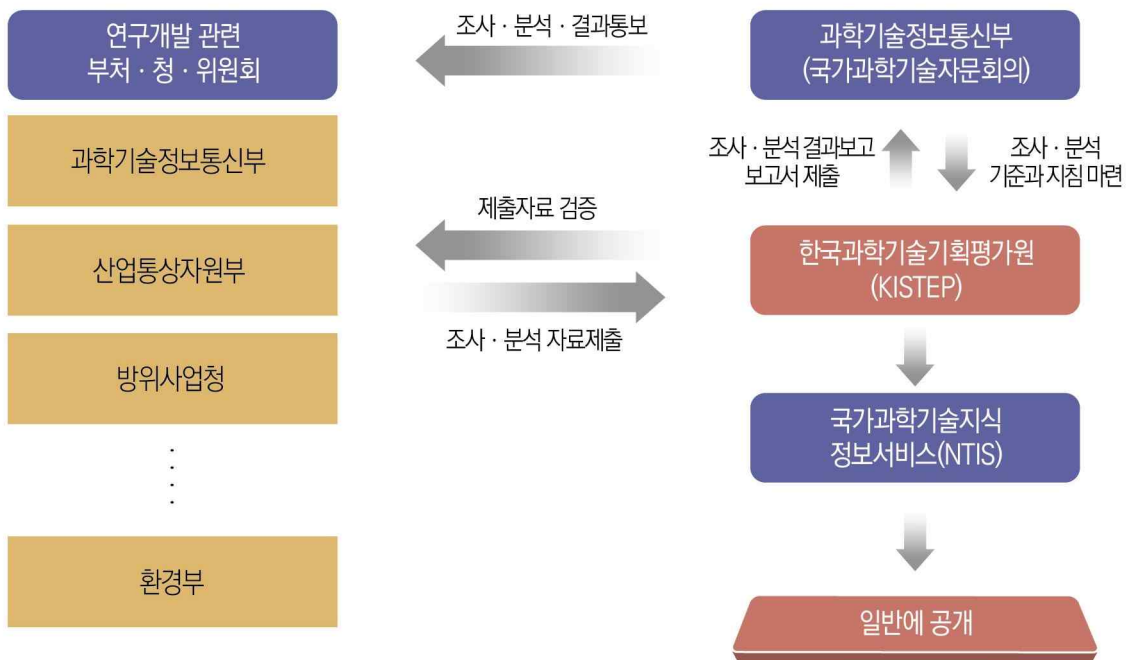 연구개발 관련
부처 · 청 · 위원회
조사 · 분석 · 결과통보
과학기술정보통신부
(국가과학기술자문회의)
과학기술정보통신부
조사 · 분석 결과보고
보고서 제출
조사 · 분석
기준과 지침 마련
제출자료 검증
산업통상자원부
한국과학기술기획평가원
(KISTEP)
조사 · 분석 자료제출
방위사업청
국가과학기술지식
정보서비스(NTIS)
환경부
일반에 공개